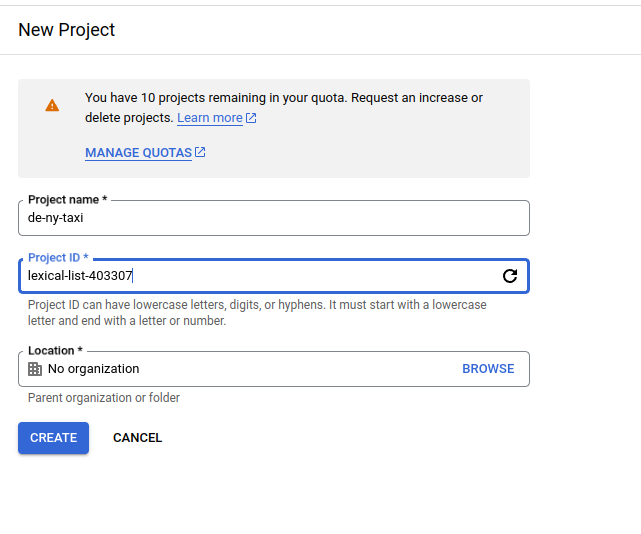 New Project
You have 10 projects remaining in your quota. Request an increase or
delete projects. Learn more
MANAGE QUOTAS
Project name *
de-ny-taxi
Project ID *
lexical-list-403307
Project ID can have lowercase letters, digits, or hyphens. It must start with a lowercase
letter and end with a letter or number.
Location *
No organization BROWSE
Parent organization or folder
CREATE CANCEL